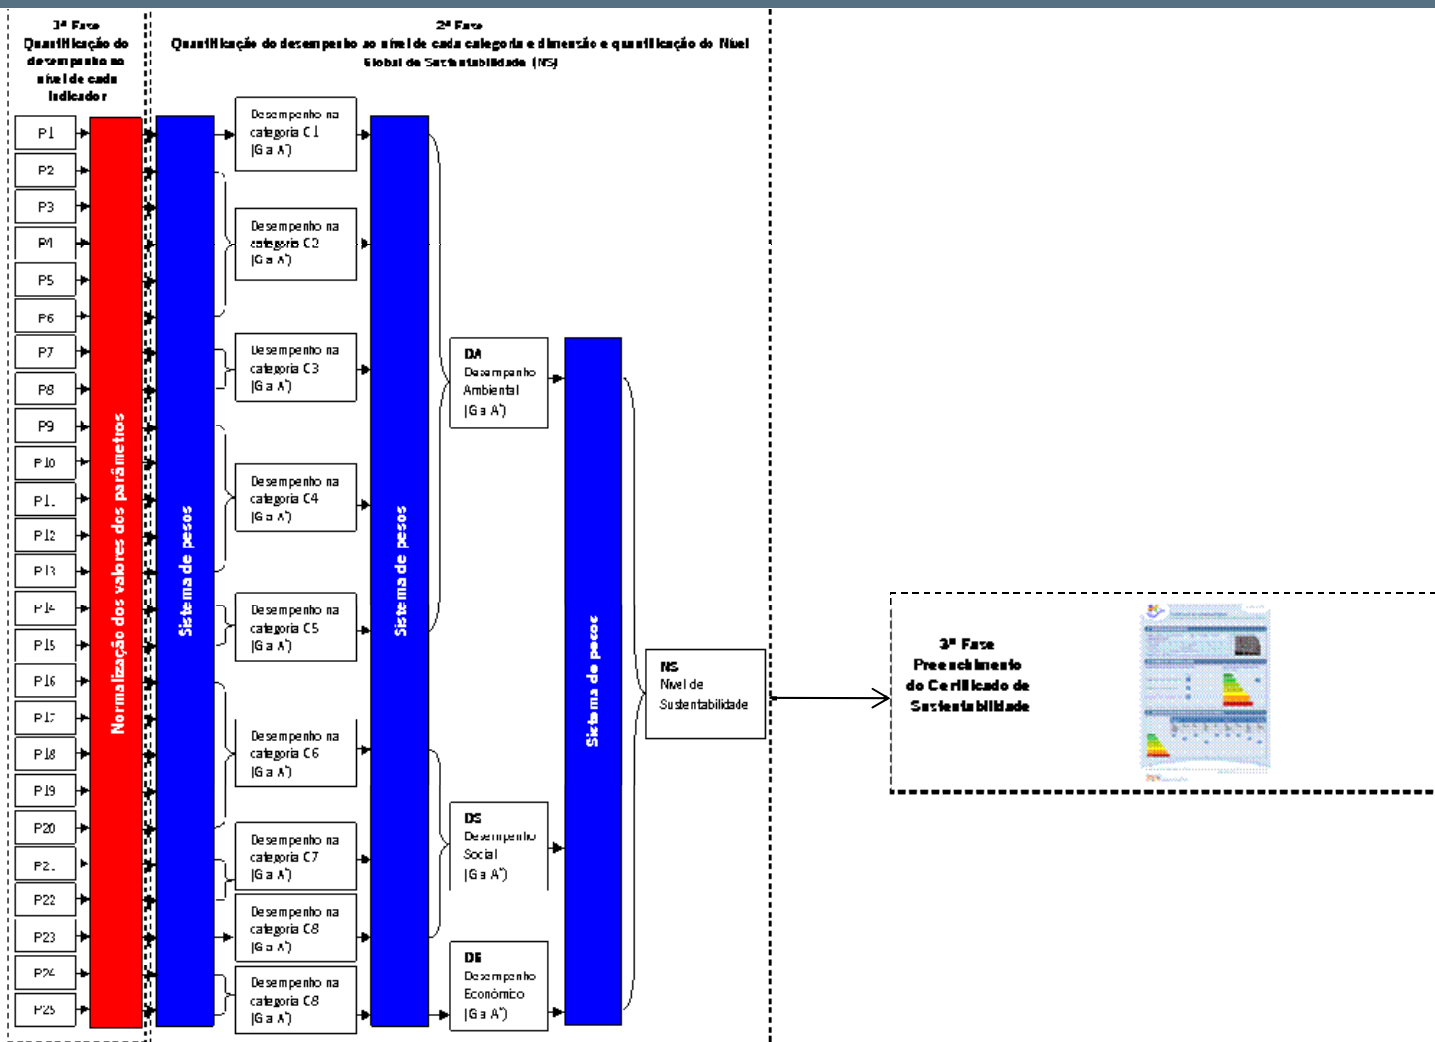 1ª Fase
Quantificação do
desempenho ao
nível de cada
indicador
2ª Fase
Quantificação do desempenho ao nível de cada categoria e dimensão e quantificação do Nível
Global de Sustentabilidade (NS)
P1
P2
P3
P4
P5
P6
P7
P8
P9
P10
P11
P12
P13
P14
P15
P16
P17
P18
P19
P20
P21
P22
P23
P24
P25
Normalização dos valores dos parâmetros
Sistema de pesos
Desempenho na
categoria C1
(G a A+)
Desempenho na
categoria C2
(G a A+)
Desempenho na
categoria C3
(G a A+)
Desempenho na
categoria C4
(G a A+)
Desempenho na
categoria C5
(G a A+)
Desempenho na
categoria C6
(G a A+)
Desempenho na
categoria C7
(G a A+)
Desempenho na
categoria C8
(G a A+)
Desempenho na
categoria C8
(G a A+)
Sistema de pesos
DA
Desempenho
Ambiental
(G a A+)
DS
Desempenho
Social
(G a A+)
DE
Desempenho
Económico
(G a A+)
Sistema de pesos
NS
Nível de
Sustentabilidade
3ª Fase
Preenchimento
do Certificado de
Sustentabilidade